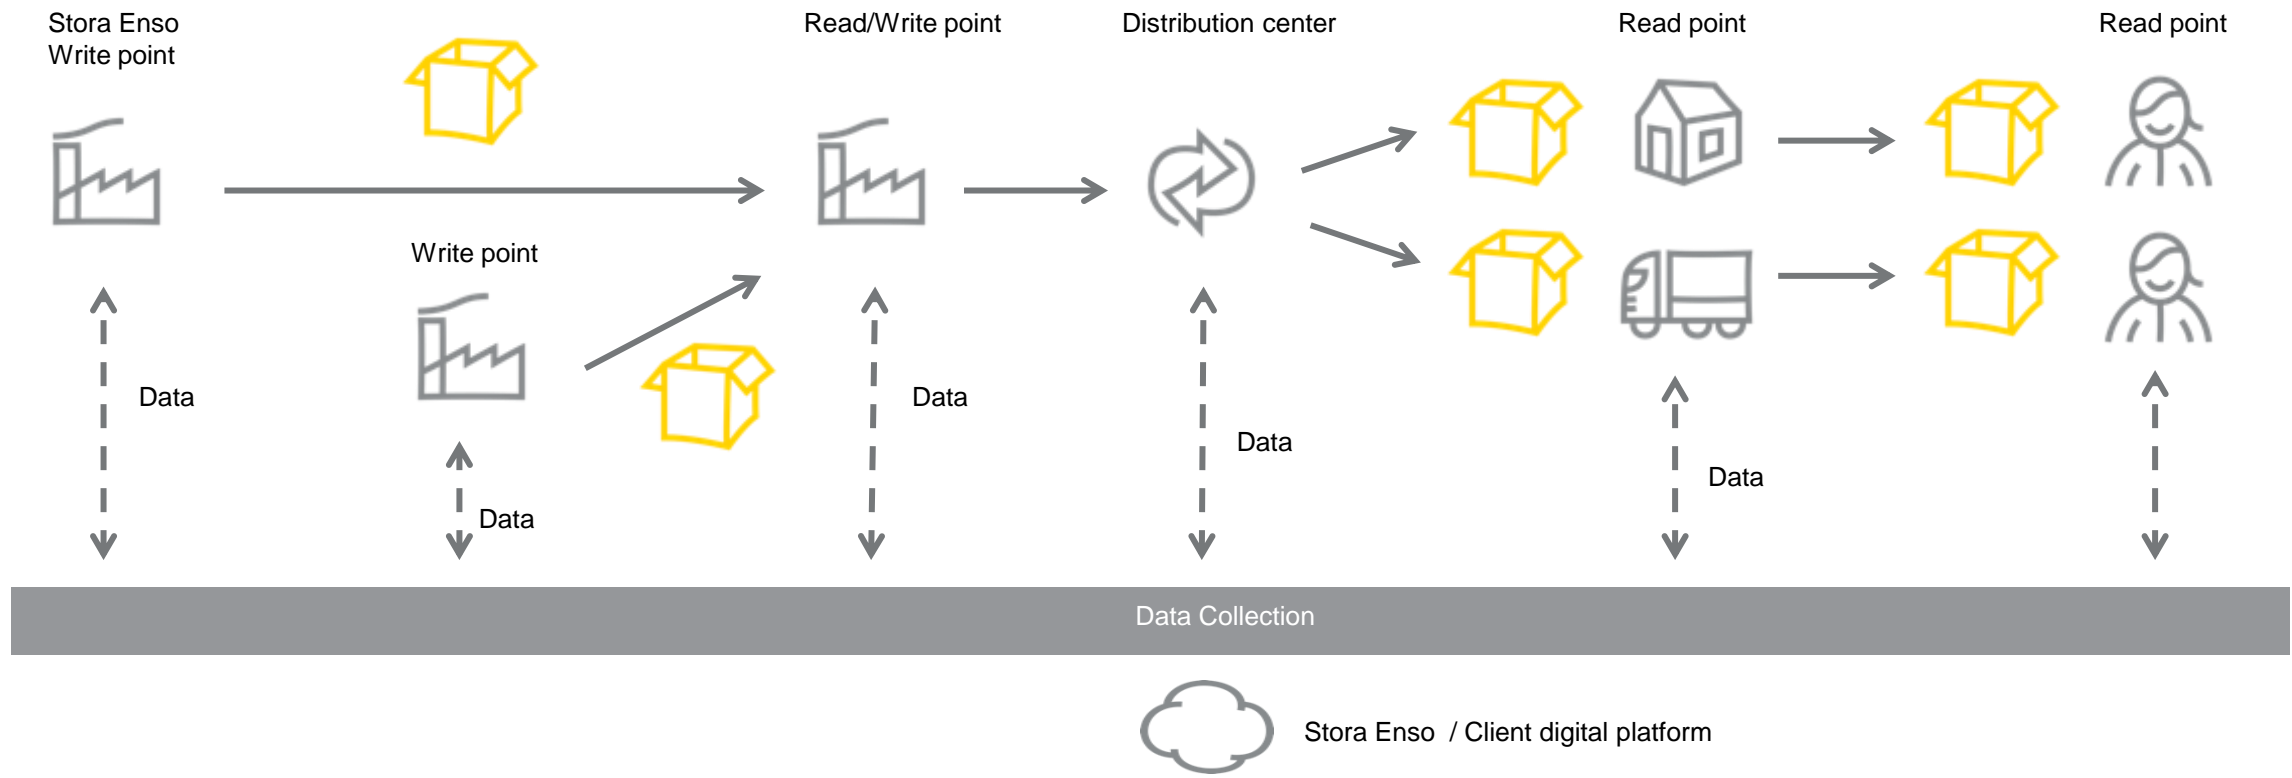 Stora Enso
Write point
Read/Write point
Distribution center
Read point
Read point
Write point
Data
Data
Data
Data
Data
Data Collection
Stora Enso / Client digital platform